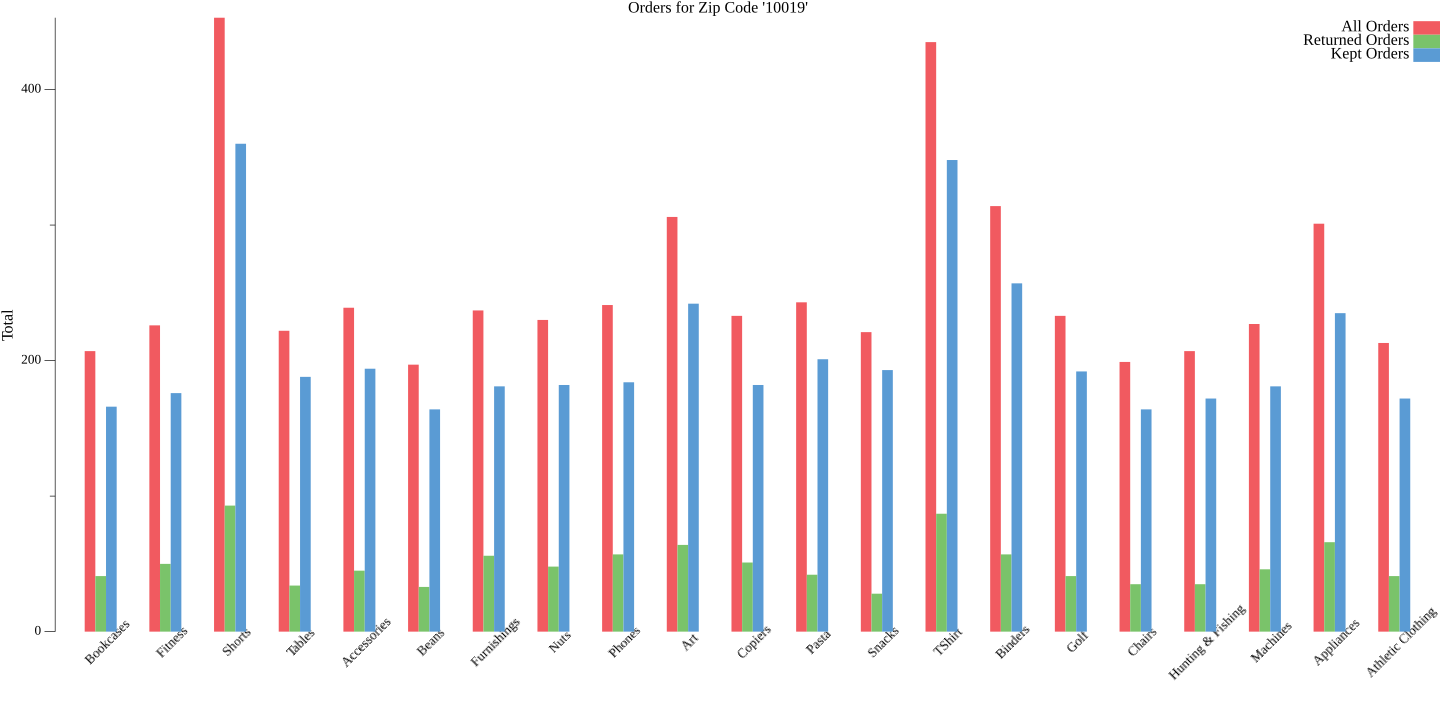 Orders for Zip Code '10019'
All Orders
Returned Orders
Kept Orders
Total
400
200
0
Bookcases
Fitness
Shorts
Tables
Accessories
Beans
Furnishings
Nuts
Phones
Art
Copiers
Pasta
Snacks
TShirt
Binders
Golf
Chairs
Hunting & Fishing
Machines
Appliances
Athletic Clothing